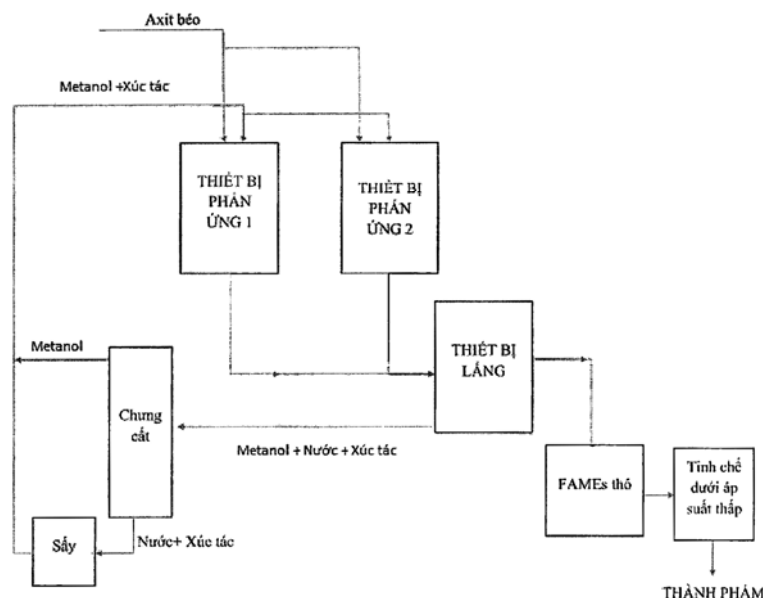 Axit béo
Metanol +Xúc tác
THIẾT BỊ
PHẢN
ỨNG 1
THIẾT BỊ
PHẢN
ỨNG 2
Metanol
Chưng
cất
THIẾT BỊ
LẮNG
Metanol + Nước + Xúc tác
FAMEs thô
Tinh chế
dưới áp
suất thấp
Sấy
Nước+ Xúc tác
THÀNH PHẨM